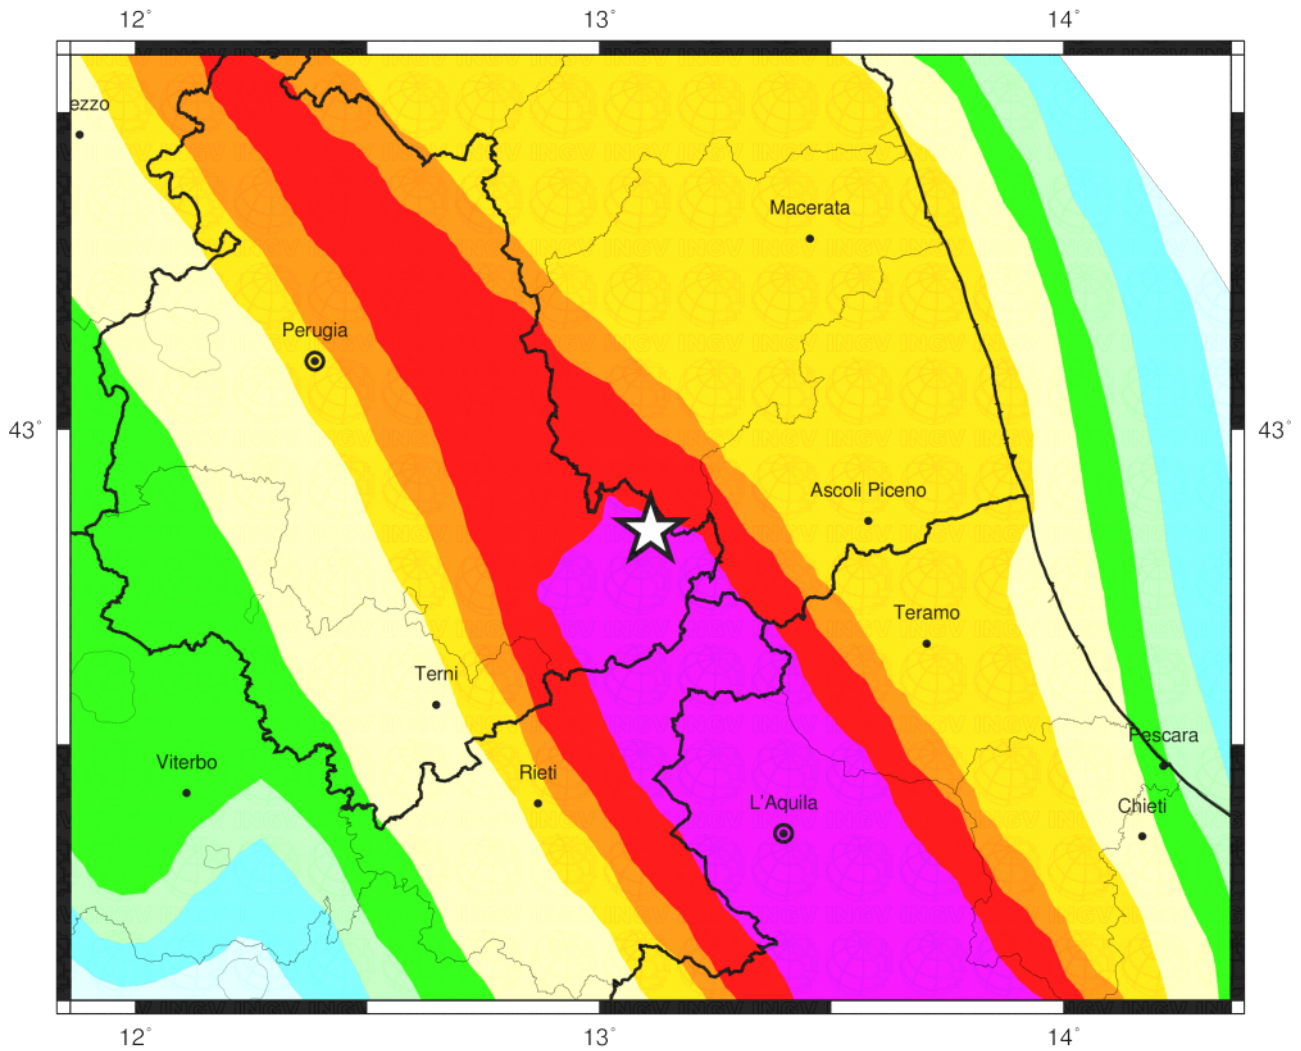 12° 13° 14°
ezzo
Macerata
Perugia
43° 43°
Ascoli Piceno
Teramo
Terni
Pescara
Viterbo
Rieti
L'Aquila
Chieti
12° 13° 14°